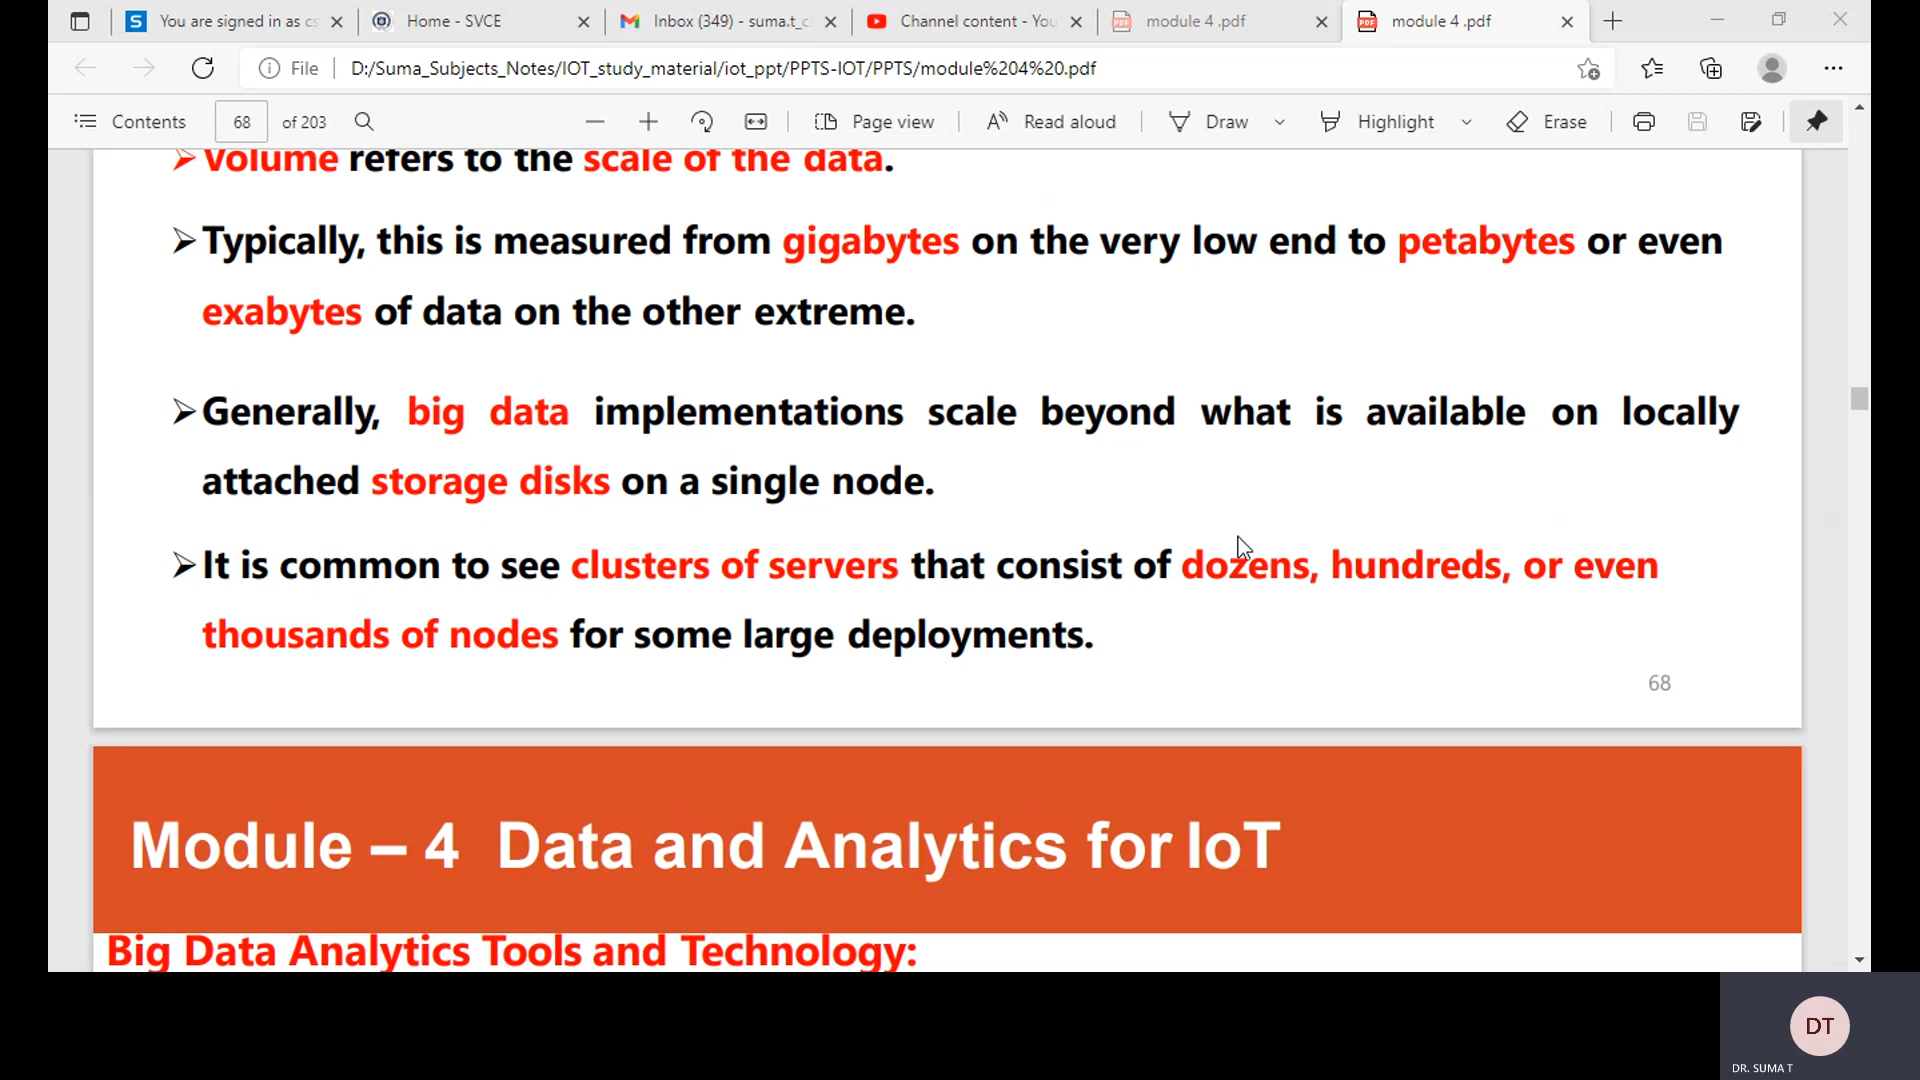 You are signed in as cs
Home - SVCE
Inbox (349) - suma.t_c
Channel content - You
module 4 .pdf
module 4 .pdf
File
D:/Suma_Subjects_Notes/IOT_study_material/iot_ppt/PPTS-IOT/PPTS/module%204%20.pdf
Contents
68
of 203
Page view
Read aloud
Draw
Highlight
Erase
Volume refers to the scale of the data.
Typically, this is measured from gigabytes on the very low end to petabytes or even
exabytes of data on the other extreme.
Generally, big data implementations scale beyond what is available on locally
attached storage disks on a single node.
It is common to see clusters of servers that consist of dozens, hundreds, or even
thousands of nodes for some large deployments.
68
Module – 4 Data and Analytics for IoT
Big Data Analytics Tools and Technology:
DT
DR. SUMA T